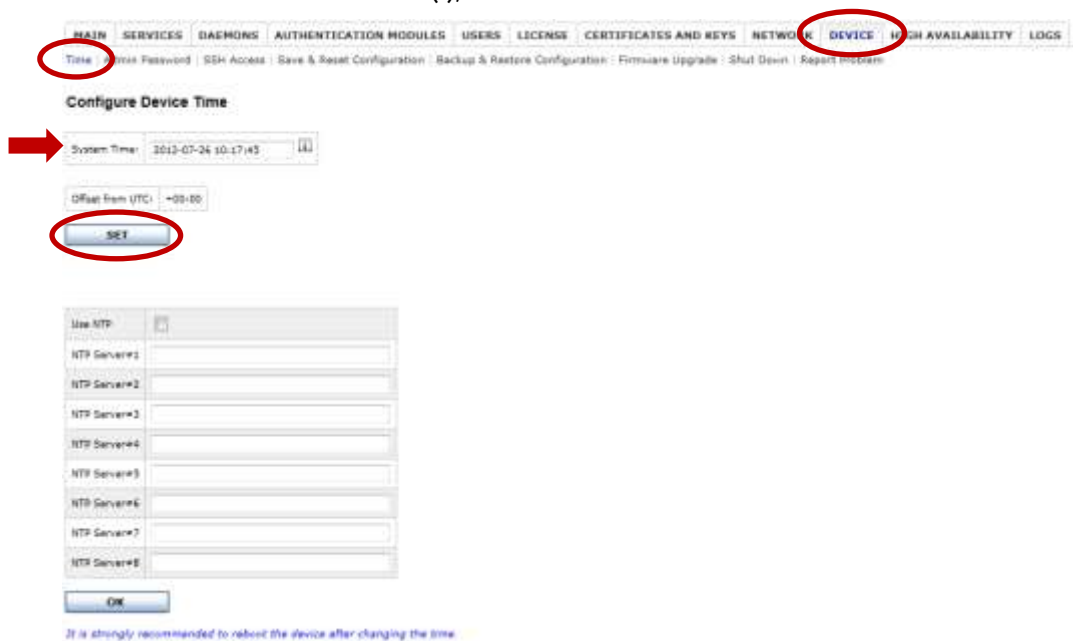 MAIN SERVICES DAEMONS AUTHENTICATION MODULES USERS LICENSE CERTIFICATES AND KEYS NETWORK DEVICE HIGH AVAILABILITY LOGS
Time | Admin Password | SSH Access | Save & Reset Configuration | Backup & Restore Configuration | Firmware Upgrade | Shut Down | Report Problem
Configure Device Time
System Time: 2012-07-26 10:17:45
Offset from UTC: +00:00
SET
Use NTP
NTP Server#1
NTP Server#2
NTP Server#3
NTP Server#4
NTP Server#5
NTP Server#6
NTP Server#7
NTP Server#8
OK
It is strongly recommended to reboot the device after changing the time.